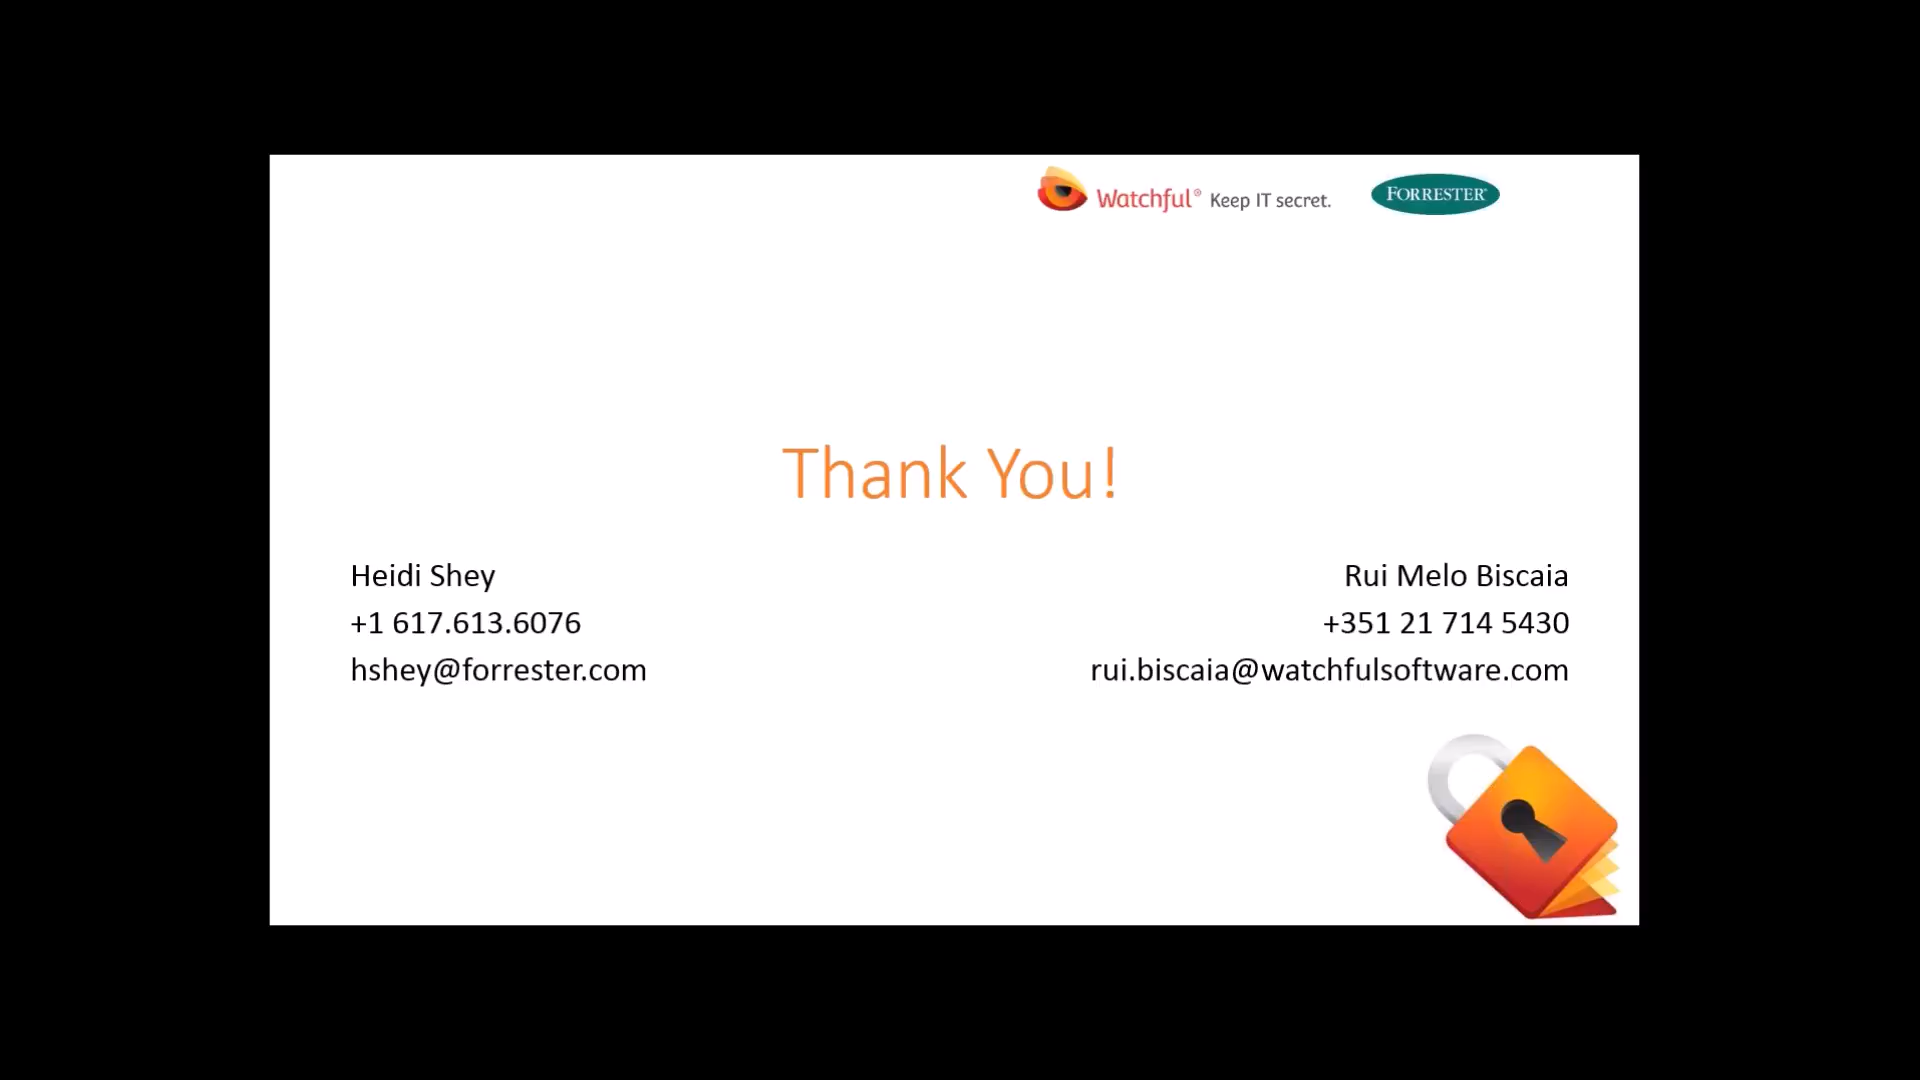 Watchful® Keep IT secret.
FORRESTER®
Thank You!
Heidi Shey
+1 617.613.6076
hshey@forrester.com
Rui Melo Biscaia
+351 21 714 5430
rui.biscaia@watchfulsoftware.com